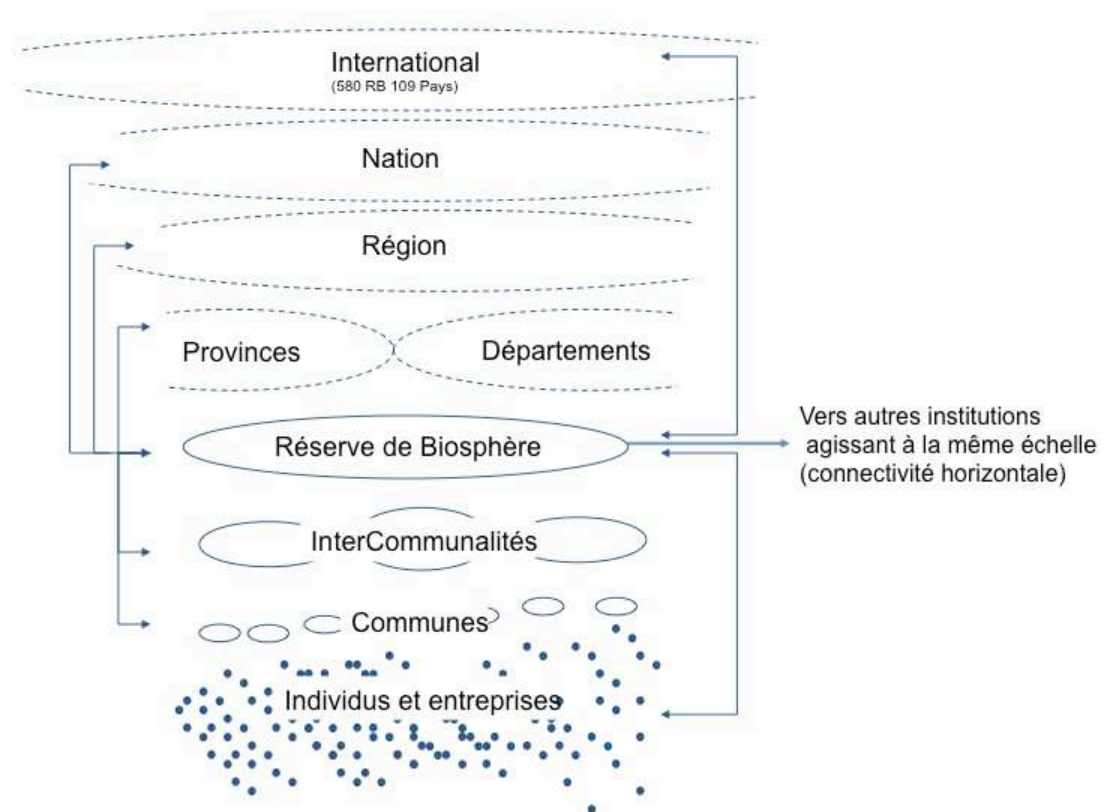 International
(580 RB 109 Pays)
Nation
Région
Provinces
Départements
Réserve de Biosphère
Vers autres institutions
agissant à la même échelle
(connectivité horizontale)
InterCommunalités
Communes
Individus et entreprises